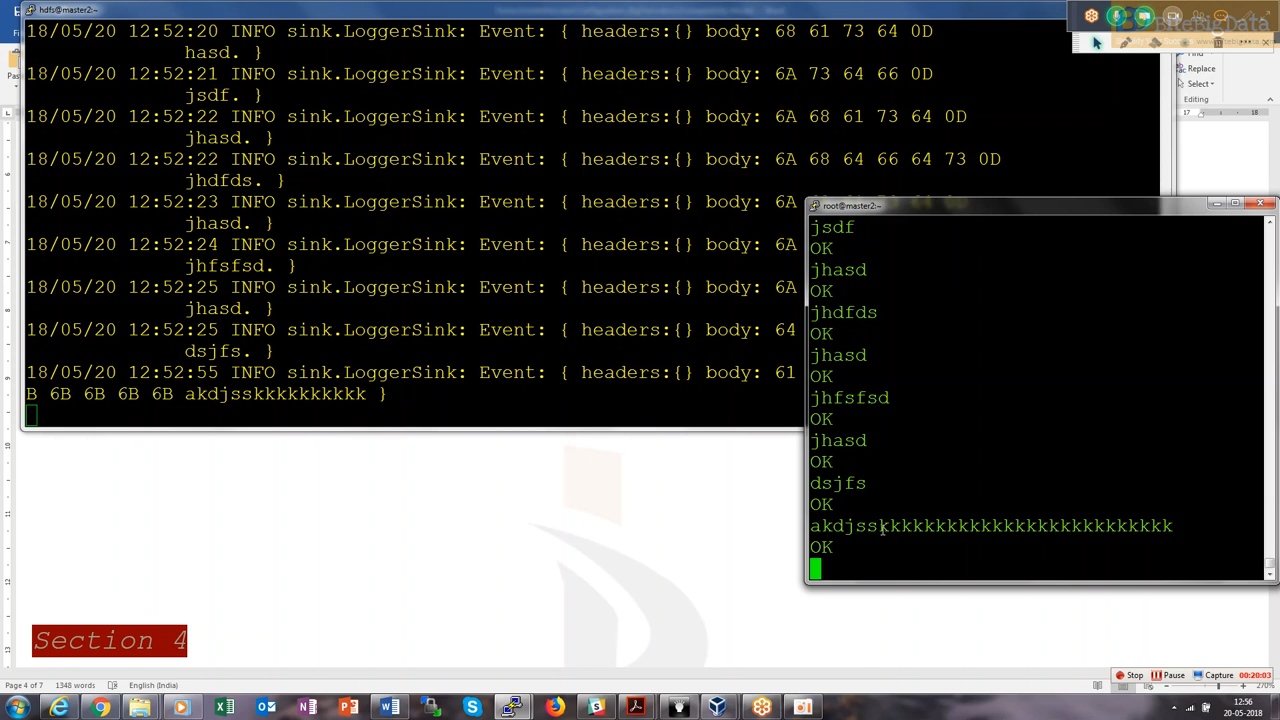 hdfs@master2:~
18/05/20 12:52:20 INFO sink.LoggerSink: Event: { headers:{} body: 68 61 73 64 0D
hasd. }
18/05/20 12:52:21 INFO sink.LoggerSink: Event: { headers:{} body: 6A 73 64 66 0D
jsdf. }
18/05/20 12:52:22 INFO sink.LoggerSink: Event: { headers:{} body: 6A 68 61 73 64 0D
jhasd. }
18/05/20 12:52:22 INFO sink.LoggerSink: Event: { headers:{} body: 6A 68 64 66 64 73 0D
jhdfds. }
18/05/20 12:52:23 INFO sink.LoggerSink: Event: { headers:{} body: 6A
jhasd. }
18/05/20 12:52:24 INFO sink.LoggerSink: Event: { headers:{} body: 6A
jhfsfsd. }
18/05/20 12:52:25 INFO sink.LoggerSink: Event: { headers:{} body: 6A
jhasd. }
18/05/20 12:52:25 INFO sink.LoggerSink: Event: { headers:{} body: 64
dsjfs. }
18/05/20 12:52:55 INFO sink.LoggerSink: Event: { headers:{} body: 61
B 6B 6B 6B 6B akdjsskkkkkkkkkk }
root@master2:~
jsdf
OK
jhasd
OK
jhdfds
OK
jhasd
OK
jhfsfsd
OK
jhasd
OK
dsjfs
OK
akdjsskkkkkkkkkkkkkkkkkkkkkkkkkkk
OK
Replace
Select
Editing
17
18
Section 4
Stop Pause Capture 00:20:03
Page 4 of 7 1348 words English (India)
270%
12:56
20-05-2018